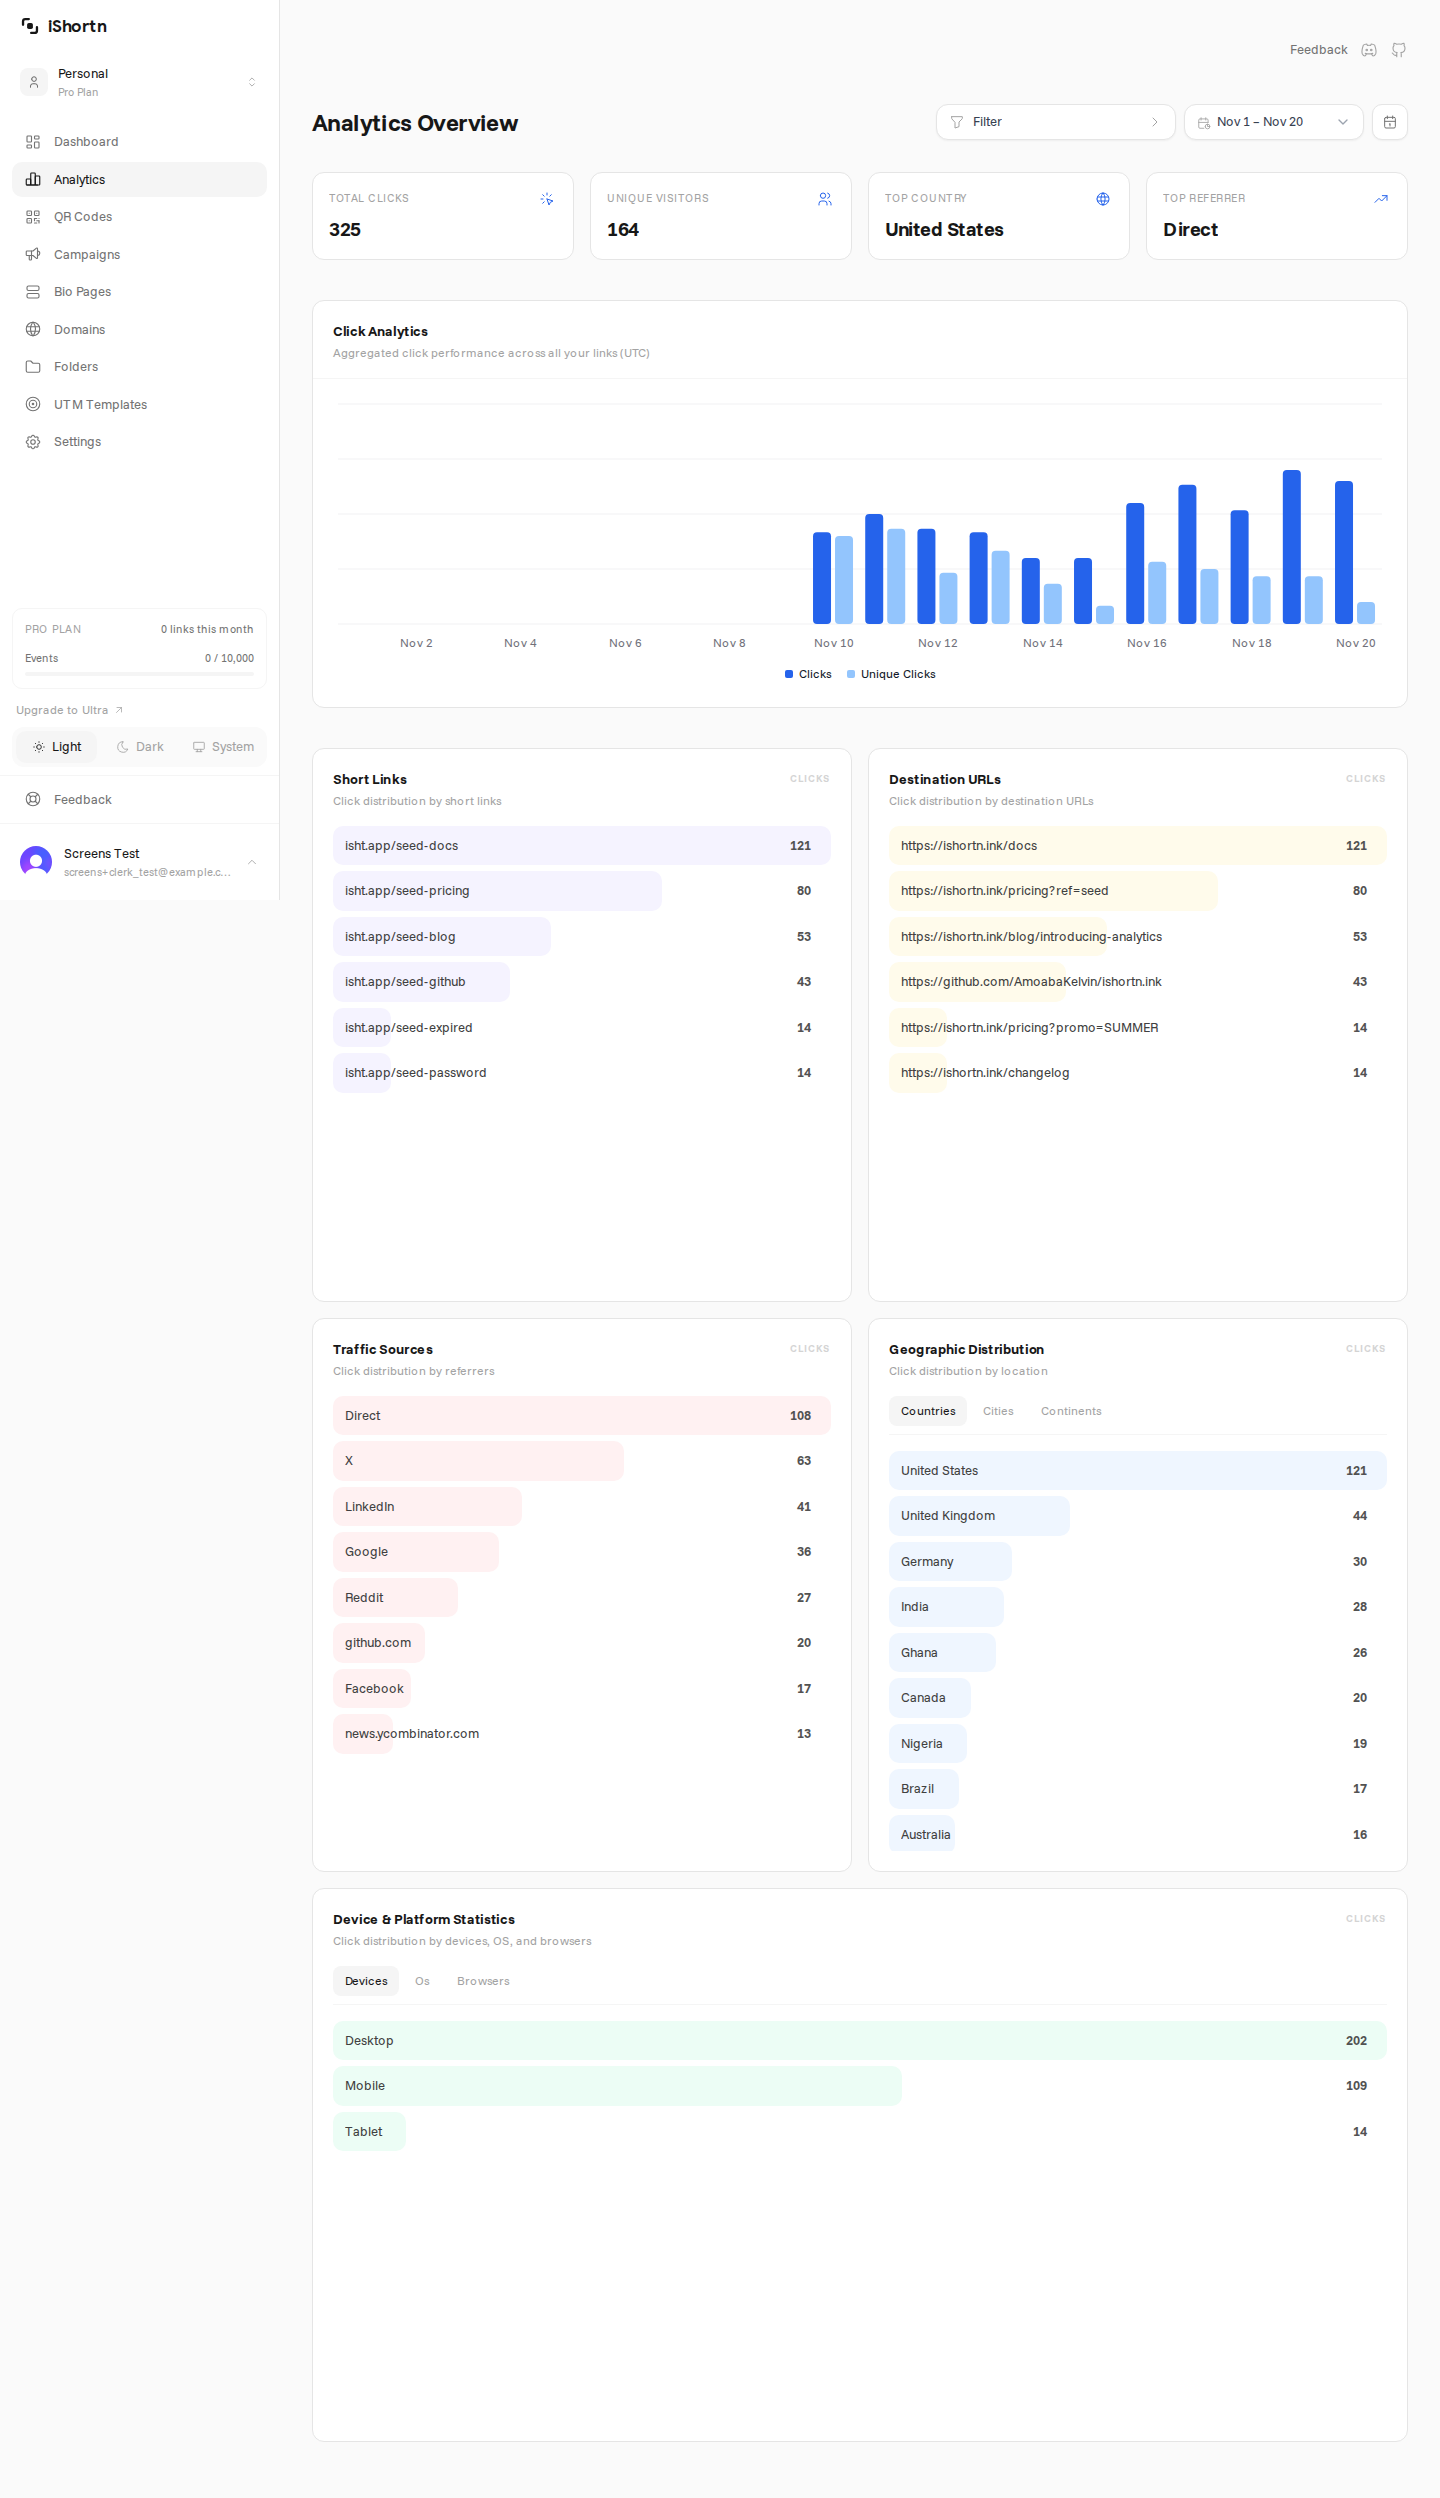 iShortn
Personal
Pro Plan
Dashboard
Analytics
QR Codes
Campaigns
Bio Pages
Domains
Folders
UTM Templates
Settings
PRO PLAN 0 links this month
Events 0 / 10,000
Upgrade to Ultra
Light Dark System
Feedback
Screens Test
screens+clerk_test@example.c...
Feedback
Analytics Overview
Filter
Nov 1 – Nov 20
TOTAL CLICKS
325
UNIQUE VISITORS
164
TOP COUNTRY
United States
TOP REFERRER
Direct
Click Analytics
Aggregated click performance across all your links (UTC)
Nov 2 Nov 4 Nov 6 Nov 8 Nov 10 Nov 12 Nov 14 Nov 16 Nov 18 Nov 20
Clicks Unique Clicks
Short Links CLICKS
Click distribution by short links
isht.app/seed-docs 121
isht.app/seed-pricing 80
isht.app/seed-blog 53
isht.app/seed-github 43
isht.app/seed-expired 14
isht.app/seed-password 14
Destination URLs CLICKS
Click distribution by destination URLs
https://ishortn.ink/docs 121
https://ishortn.ink/pricing?ref=seed 80
https://ishortn.ink/blog/introducing-analytics 53
https://github.com/AmoabaKelvin/ishortn.ink 43
https://ishortn.ink/pricing?promo=SUMMER 14
https://ishortn.ink/changelog 14
Traffic Sources CLICKS
Click distribution by referrers
Direct 108
X 63
LinkedIn 41
Google 36
Reddit 27
github.com 20
Facebook 17
news.ycombinator.com 13
Geographic Distribution CLICKS
Click distribution by location
Countries Cities Continents
United States 121
United Kingdom 44
Germany 30
India 28
Ghana 26
Canada 20
Nigeria 19
Brazil 17
Australia 16
Device & Platform Statistics CLICKS
Click distribution by devices, OS, and browsers
Devices Os Browsers
Desktop 202
Mobile 109
Tablet 14